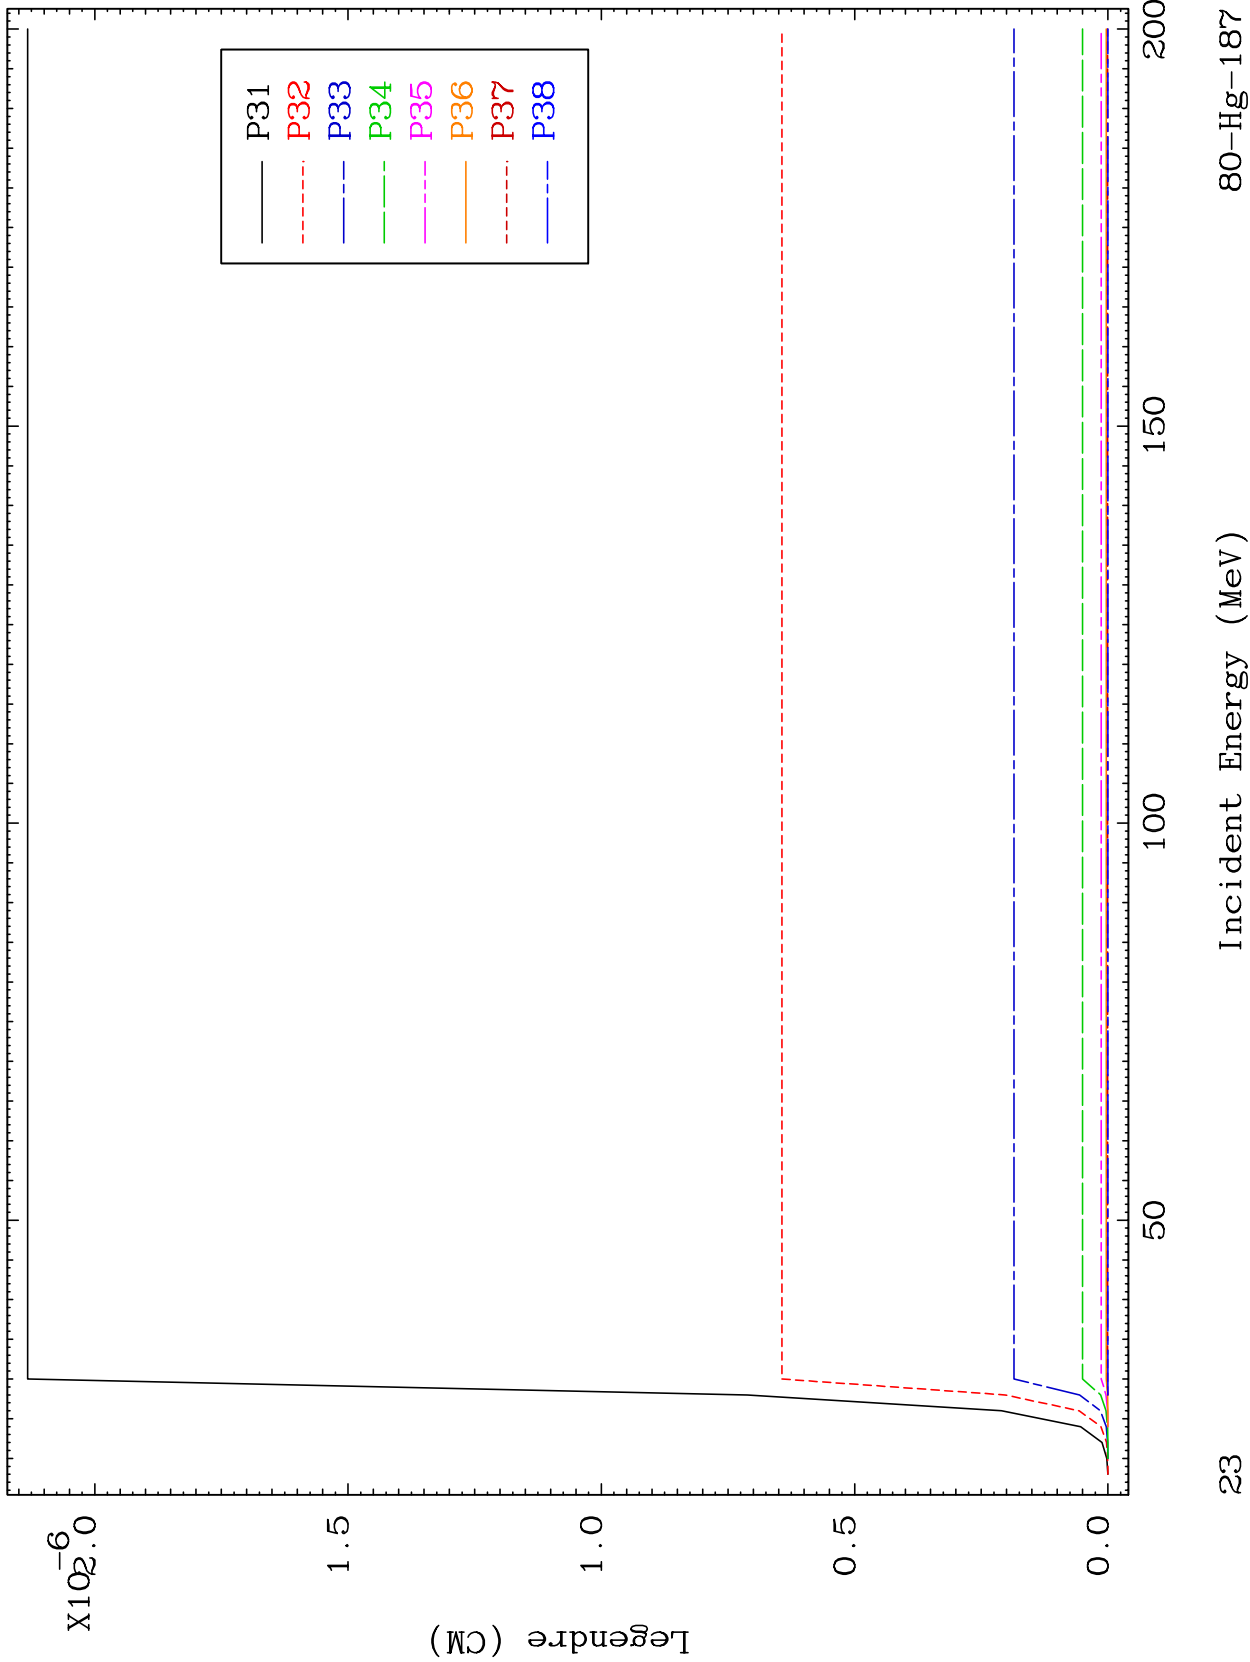 X10-6
2.0
1.5
1.0
0.5
0.0
Legendre (CM)
P31
P32
P33
P34
P35
P36
P37
P38
50
100
150
200
23
Incident Energy (MeV)
80-Hg-187